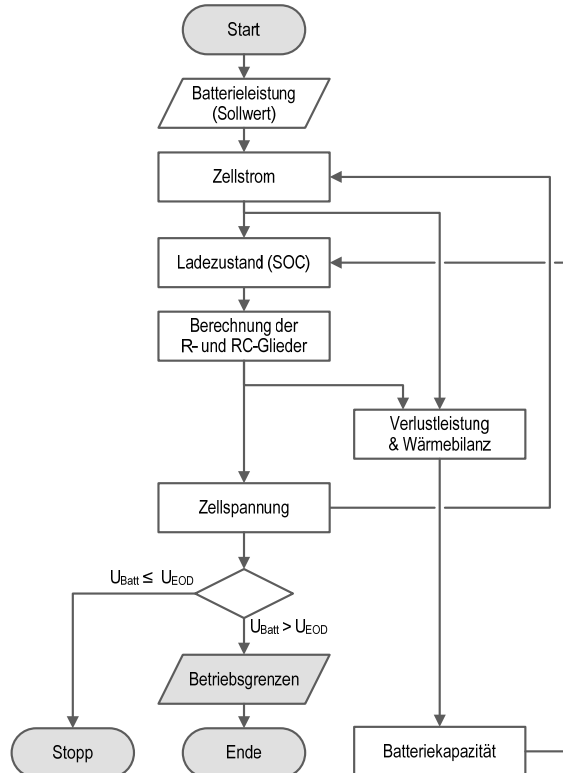 Start
Batterieleistung
(Sollwert)
Zellstrom
Ladezustand (SOC)
Berechnung der
R- und RC-Glieder
Verlustleistung
& Wärmebilanz
Zellspannung
UBatt ≤ UEOD
UBatt > UEOD
Betriebsgrenzen
Stopp
Ende
Batteriekapazität